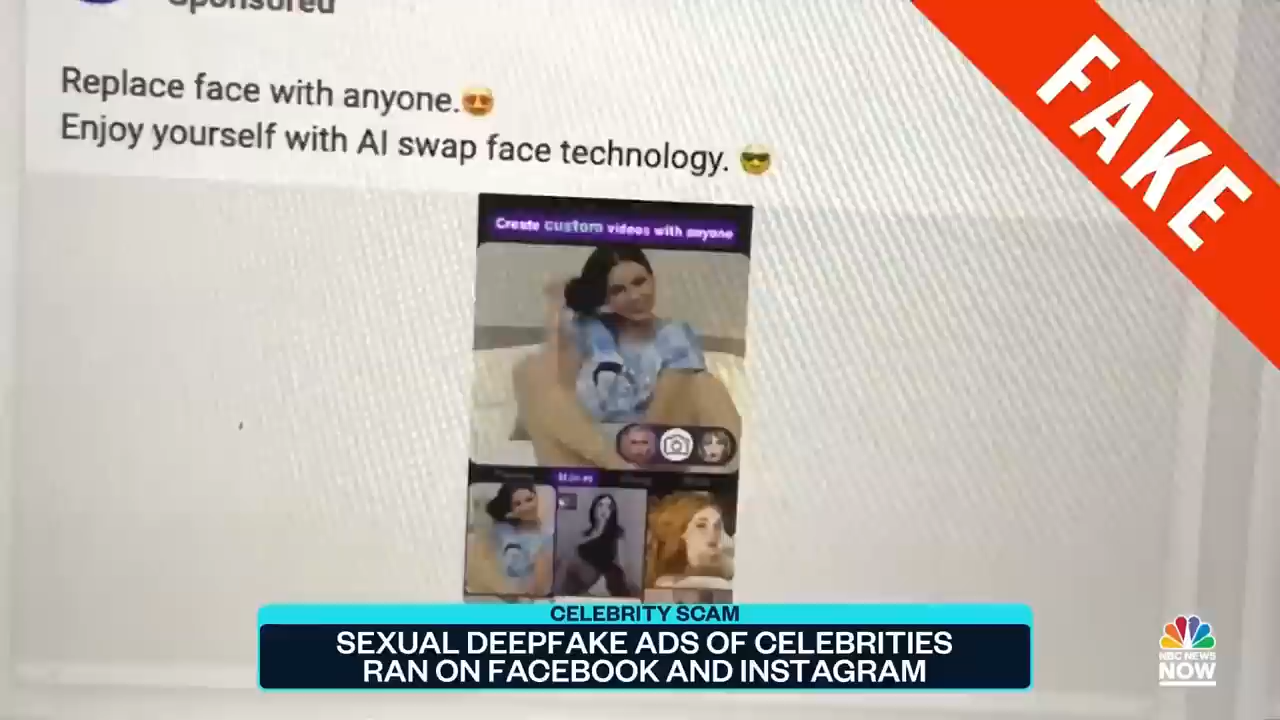 Sponsored
Replace face with anyone.
Enjoy yourself with AI swap face technology.
FAKE
Create custom videos with anyone
CELEBRITY SCAM
SEXUAL DEEPFAKE ADS OF CELEBRITIES
RAN ON FACEBOOK AND INSTAGRAM
NBC NEWS
NOW